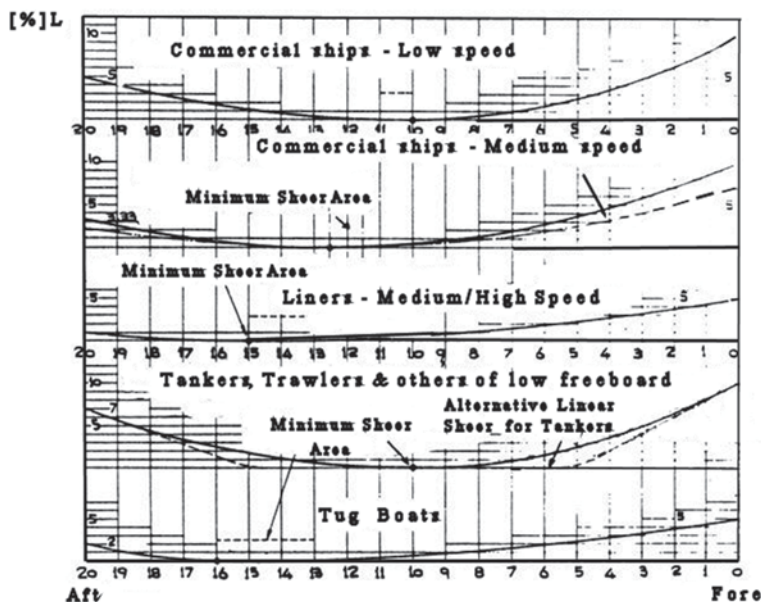 [%]L
10
Commercial ships - Low speed
5
5
20 19 18 17 16 15 14 13 12 11 10 9 8 7 6 5 4 3 2 1 0
Commercial ships - Medium speed
10
Minimum Sheer Area
5
5
3,33
Minimum Sheer Area
Liners - Medium/High Speed
5
5
20 19 18 17 16 15 14 13 12 11 10 9 8 7 6 5 4 3 2 1 0
Tankers, Trawlers & others of low freeboard
10
Alternative Linear
7
Minimum Sheer
Sheer for Tankers
5
Area
Tug Boats
5
5
2
20 19 18 17 16 15 14 13 12 11 10 9 8 7 6 5 4 3 2 1 0
Aft
Fore